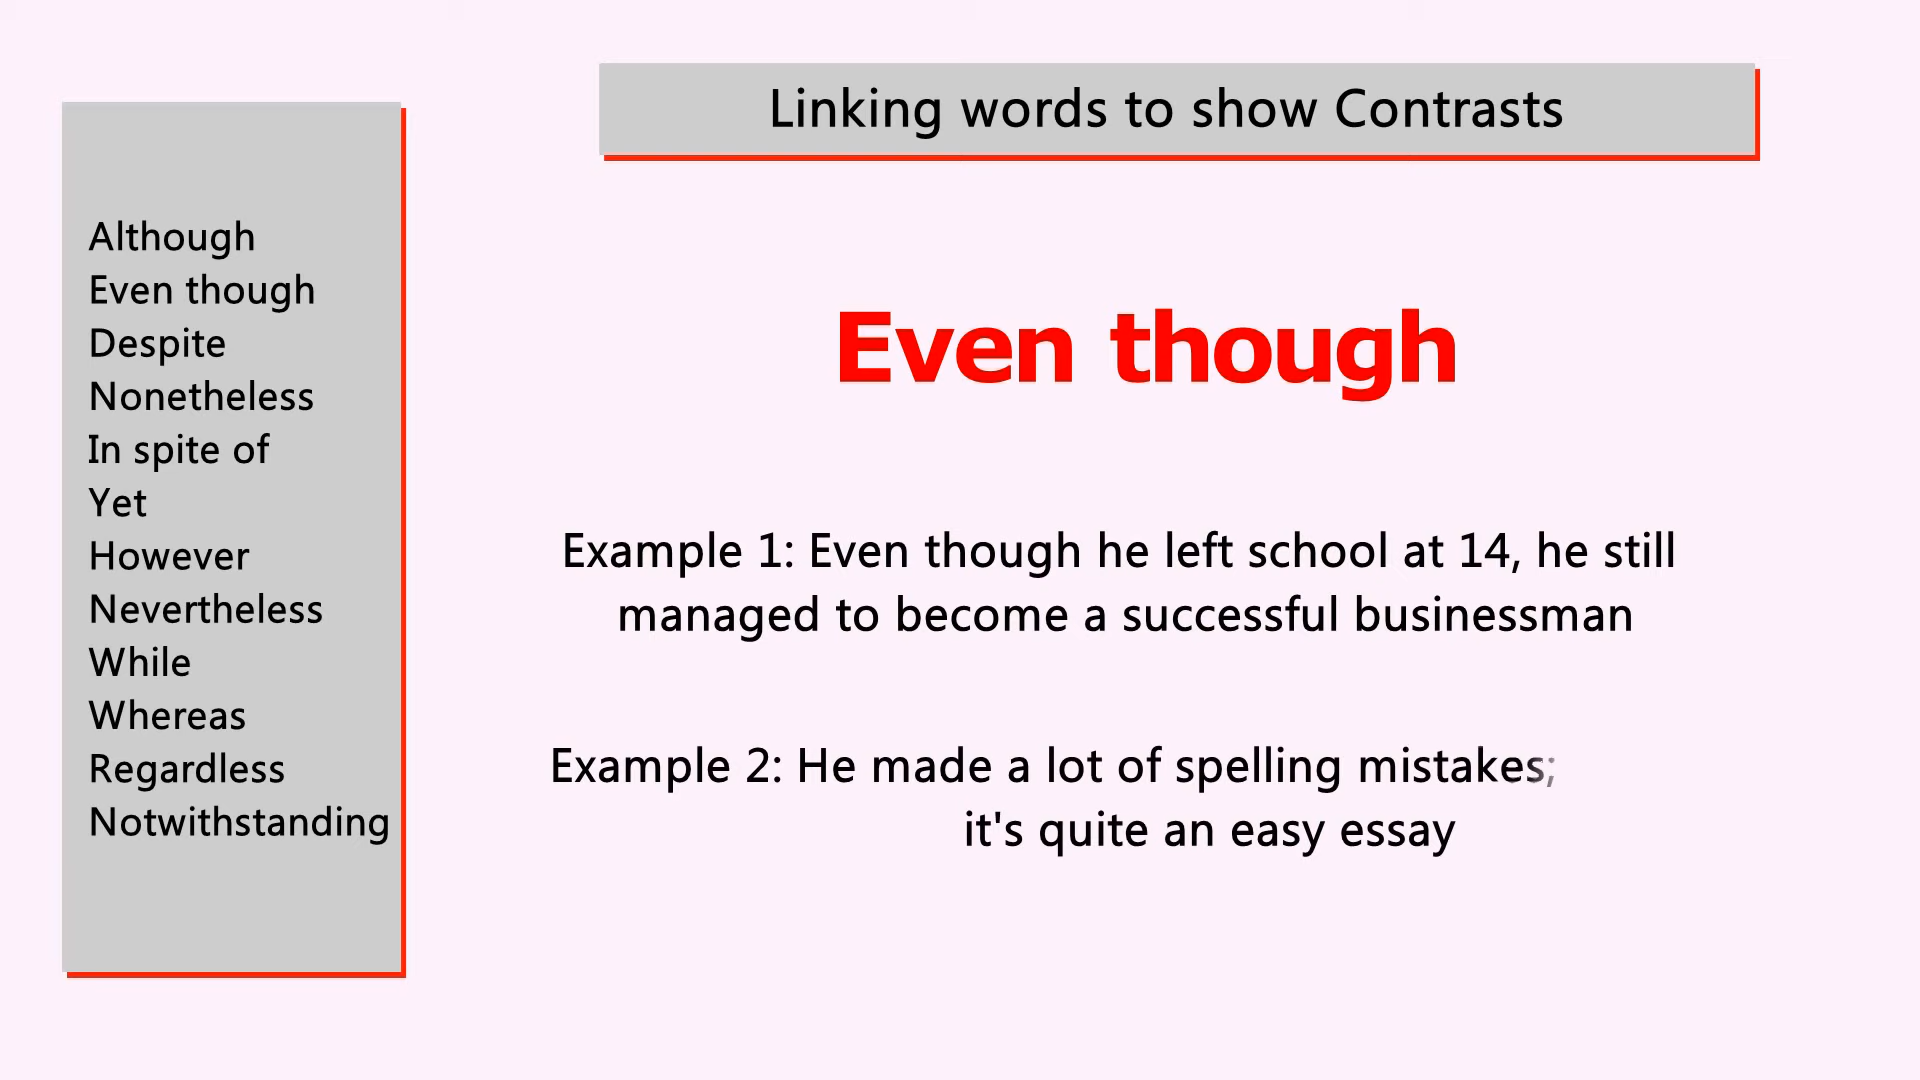 Linking words to show Contrasts
Although
Even though
Despite
Nonetheless
In spite of
Yet
However
Nevertheless
While
Whereas
Regardless
Notwithstanding
Even though
Example 1: Even though he left school at 14, he still
managed to become a successful businessman
Example 2: He made a lot of spelling mistakes;
it's quite an easy essay